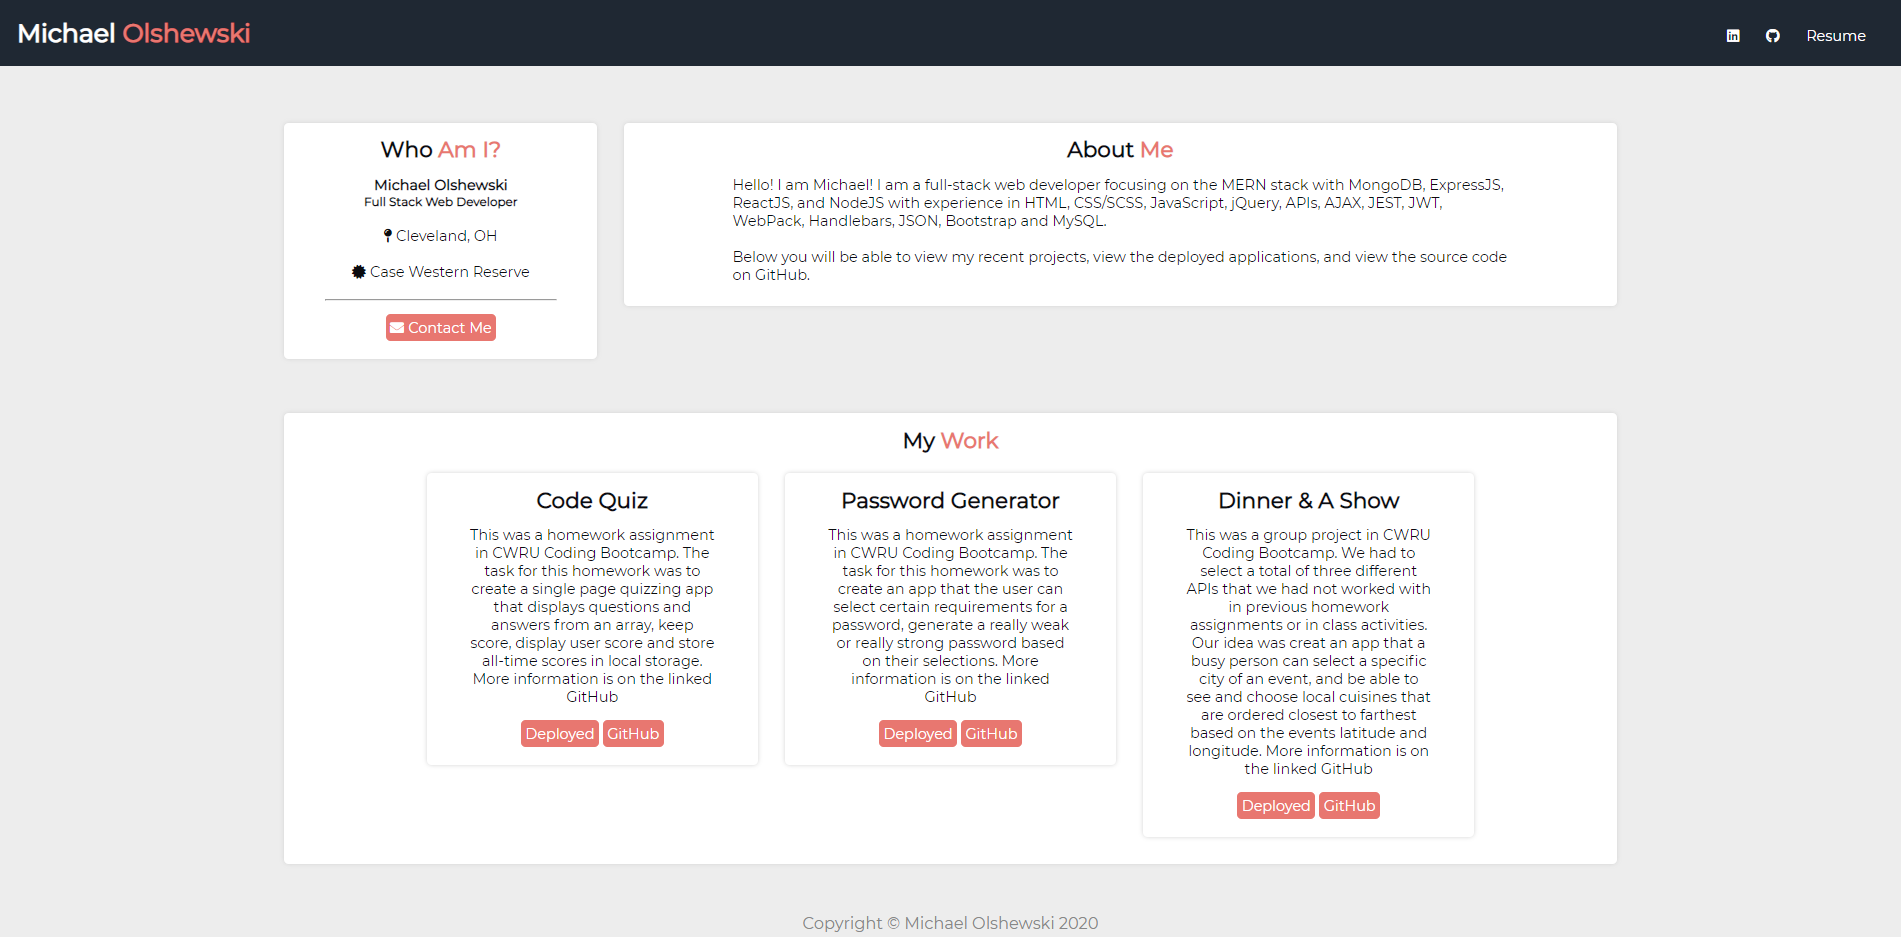 Michael Olshewski
Resume
Who Am I?
Michael Olshewski
Full Stack Web Developer
Cleveland, OH
Case Western Reserve
Contact Me
About Me
Hello! I am Michael! I am a full-stack web developer focusing on the MERN stack with MongoDB, ExpressJS,
ReactJS, and NodeJS with experience in HTML, CSS/SCSS, JavaScript, jQuery, APIs, AJAX, JEST, JWT,
WebPack, Handlebars, JSON, Bootstrap and MySQL.
Below you will be able to view my recent projects, view the deployed applications, and view the source code
on GitHub.
My Work
Code Quiz
This was a homework assignment
in CWRU Coding Bootcamp. The
task for this homework was to
create a single page quizzing app
that displays questions and
answers from an array, keep
score, display user score and store
all-time scores in local storage.
More information is on the linked
GitHub
Deployed GitHub
Password Generator
This was a homework assignment
in CWRU Coding Bootcamp. The
task for this homework was to
create an app that the user can
select certain requirements for a
password, generate a really weak
or really strong password based
on their selections. More
information is on the linked
GitHub
Deployed GitHub
Dinner & A Show
This was a group project in CWRU
Coding Bootcamp. We had to
select a total of three different
APIs that we had not worked with
in previous homework
assignments or in class activities.
Our idea was creat an app that a
busy person can select a specific
city of an event, and be able to
see and choose local cuisines that
are ordered closest to farthest
based on the events latitude and
longitude. More information is on
the linked GitHub
Deployed GitHub
Copyright © Michael Olshewski 2020